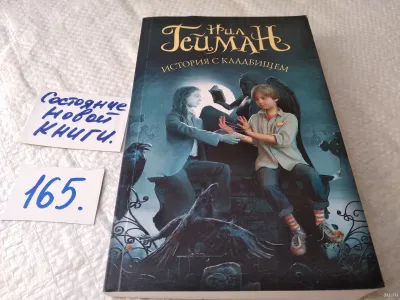 Нил
Гейман
ИСТОРИЯ С КЛАДБИЩЕМ
Состояние
новой
книги.
165.